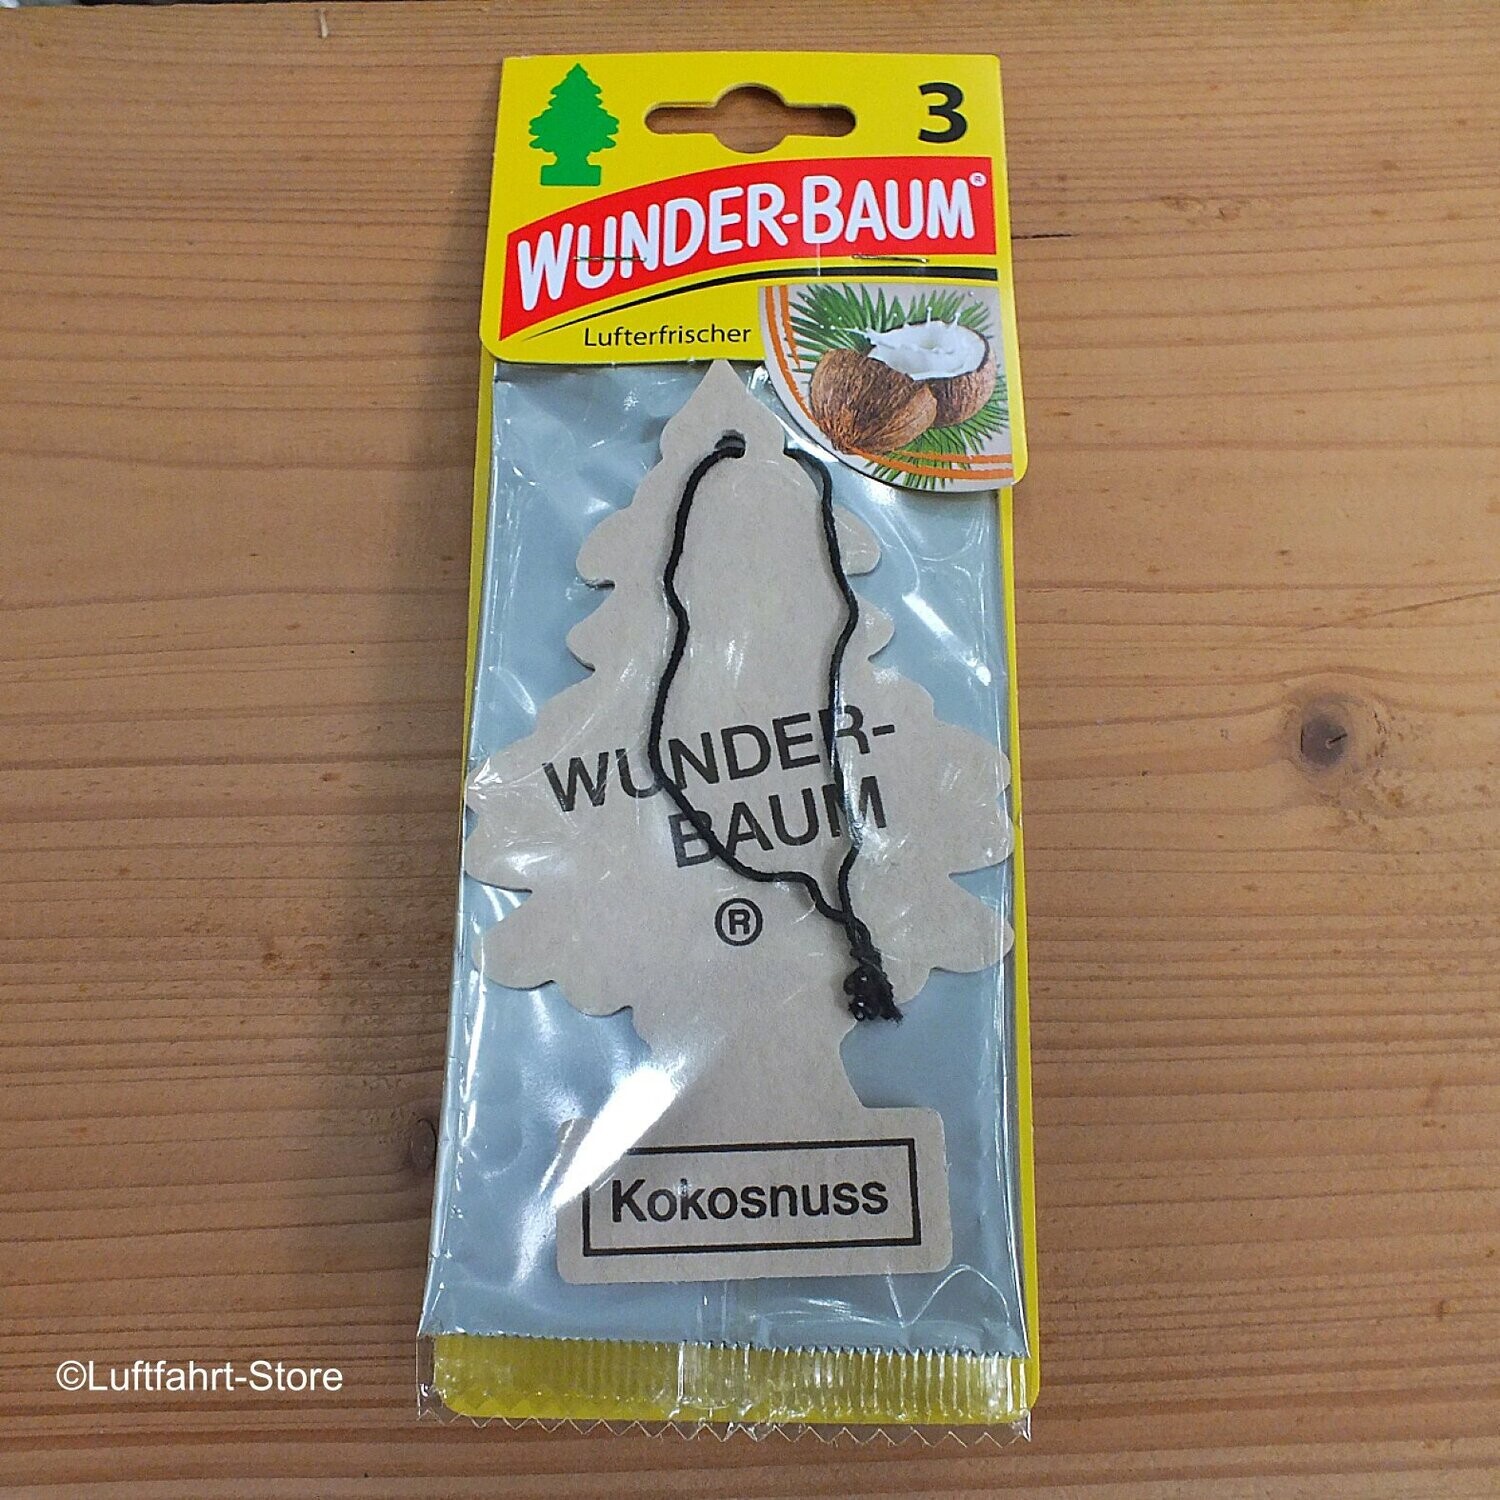 3
WUNDER-BAUM®
Lufterfrischer
WUNDER-
BAUM
®
Kokosnuss
©Luftfahrt-Store